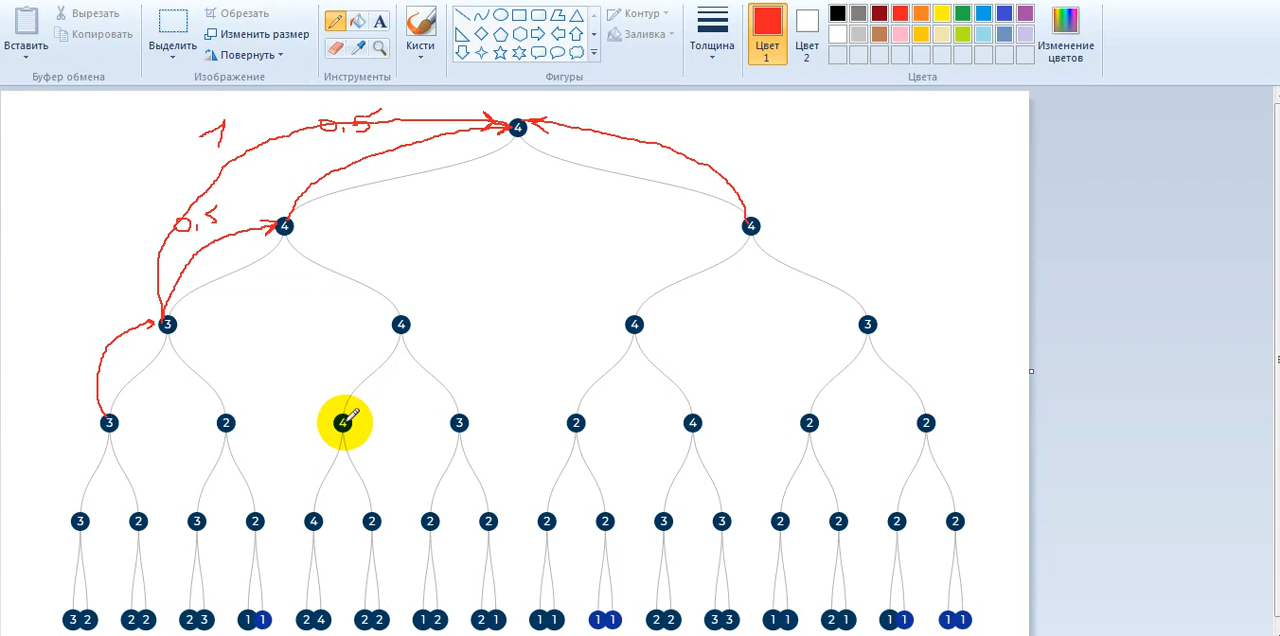 Вырезать
Копировать
Вставить
Буфер обмена
Обрезать
Изменить размер
Повернуть
Выделить
Изображение
Инструменты
Кисти
Контур
Заливка
Фигуры
Толщина
Цвет 1
Цвет 2
Изменение цветов
Цвета
1
0.5
4
0.5
4 4
3 4 4 3
3 2 4 3 2 4 2 2
3 2 3 2 4 2 2 2 2 2 3 3 2 2 2 2
3 2 2 2 2 3 1 1 2 4 2 2 1 2 2 1 1 1 1 1 2 2 3 3 1 1 2 1 1 1 1 1